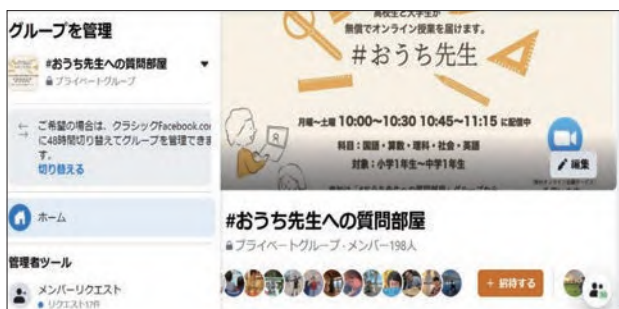 グループを管理
#おうち先生への質問部屋
プライベートグループ
ご希望の場合は、クラシックFacebook.com
に48時間切り替えてグループを管理できま
す。
切り替える
ホーム
管理者ツール
メンバーリクエスト
リクエスト17件
高校生と大学生が
無償でオンライン授業を届けます。
#おうち先生
月曜〜土曜 10:00〜10:30 10:45〜11:15 に配信中
科目:国語・算数・理科・社会・英語
対象:小学1年生〜中学1年生
編集
#おうち先生への質問部屋
プライベートグループ・メンバー198人
+ 招待する